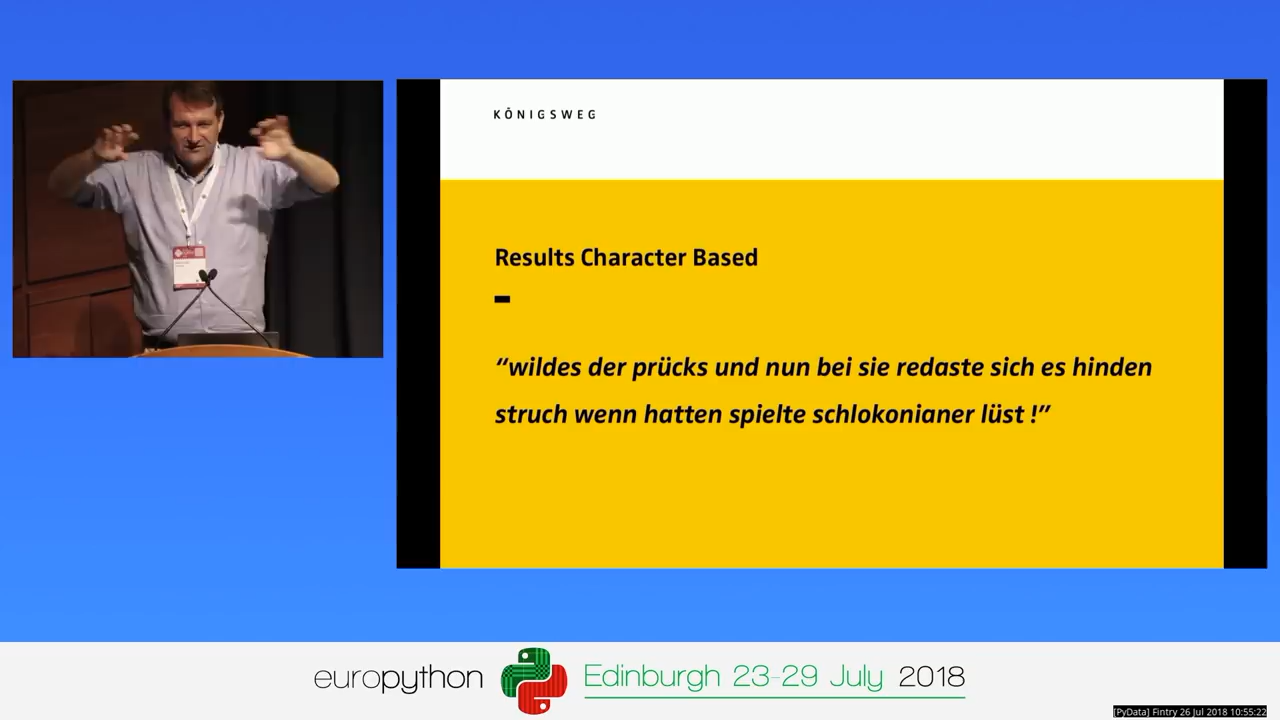 KÖNIGSWEG
Results Character Based
“wildes der prücks und nun bei sie redaste sich es hinden
struch wenn hatten spielte schlokonianer lüst !”
europython
Edinburgh 23-29 July 2018
[PyData] Fintry 26 Jul 2018 10:55:22